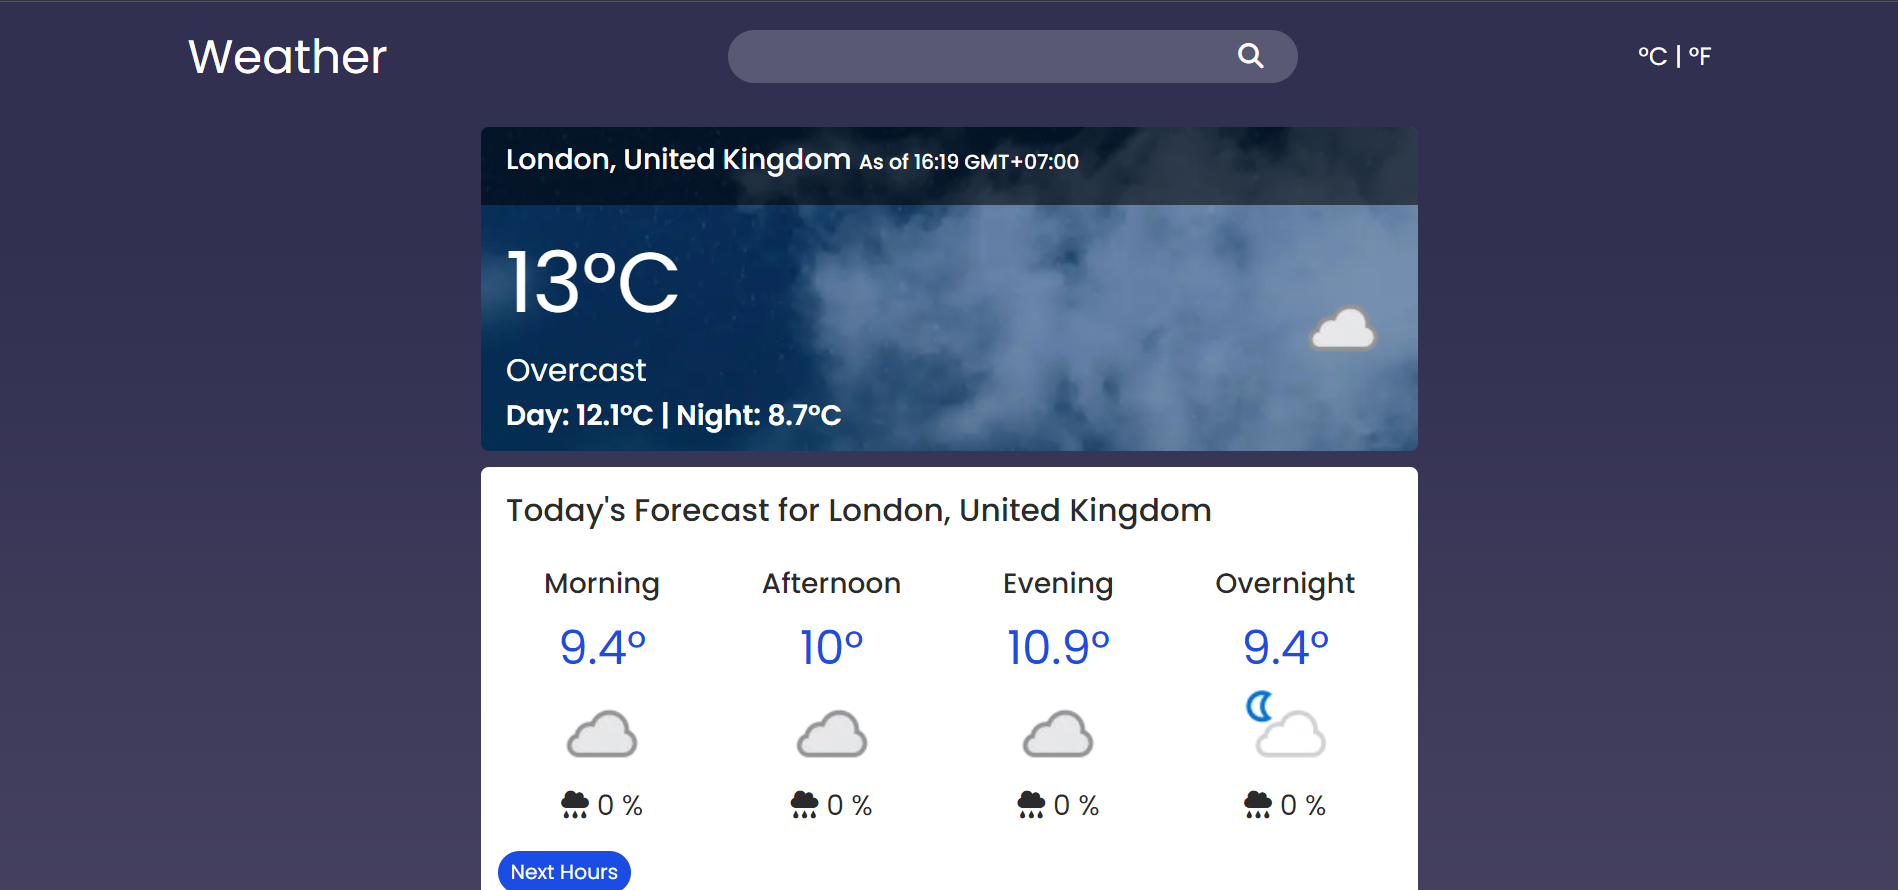 Weather
°C | °F
London, United Kingdom As of 16:19 GMT+07:00
13°C
Overcast
Day: 12.1°C | Night: 8.7°C
Today's Forecast for London, United Kingdom
Morning Afternoon Evening Overnight
9.4° 10° 10.9° 9.4°
0 % 0 % 0 % 0 %
Next Hours